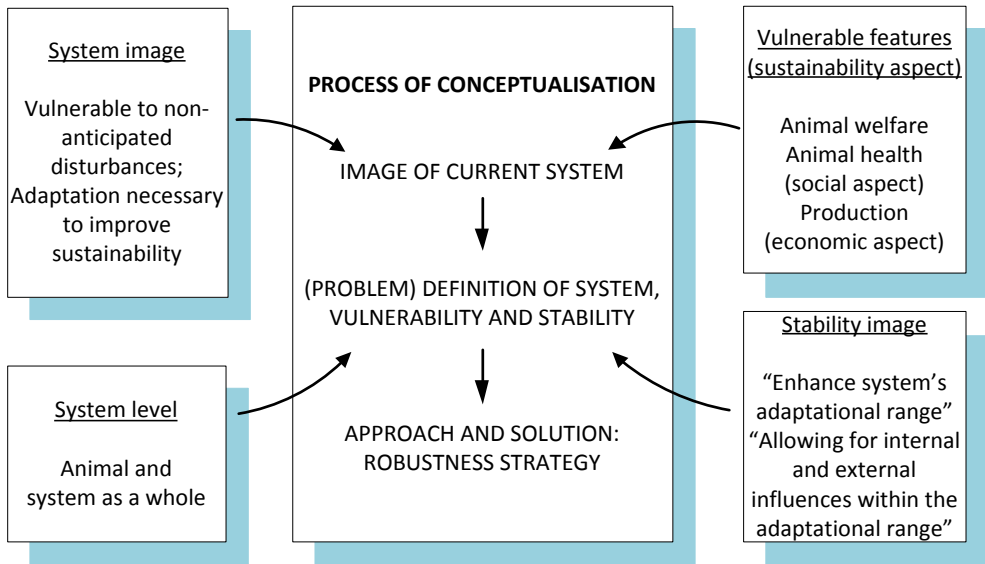 System image
Vulnerable to non-
anticipated
disturbances;
Adaptation necessary
to improve
sustainability
System level
Animal and
system as a whole
PROCESS OF CONCEPTUALISATION
IMAGE OF CURRENT SYSTEM
(PROBLEM) DEFINITION OF SYSTEM,
VULNERABILITY AND STABILITY
APPROACH AND SOLUTION:
ROBUSTNESS STRATEGY
Vulnerable features
(sustainability aspect)
Animal welfare
Animal health
(social aspect)
Production
(economic aspect)
Stability image
“Enhance system’s
adaptational range”
“Allowing for internal
and external
influences within the
adaptational range”